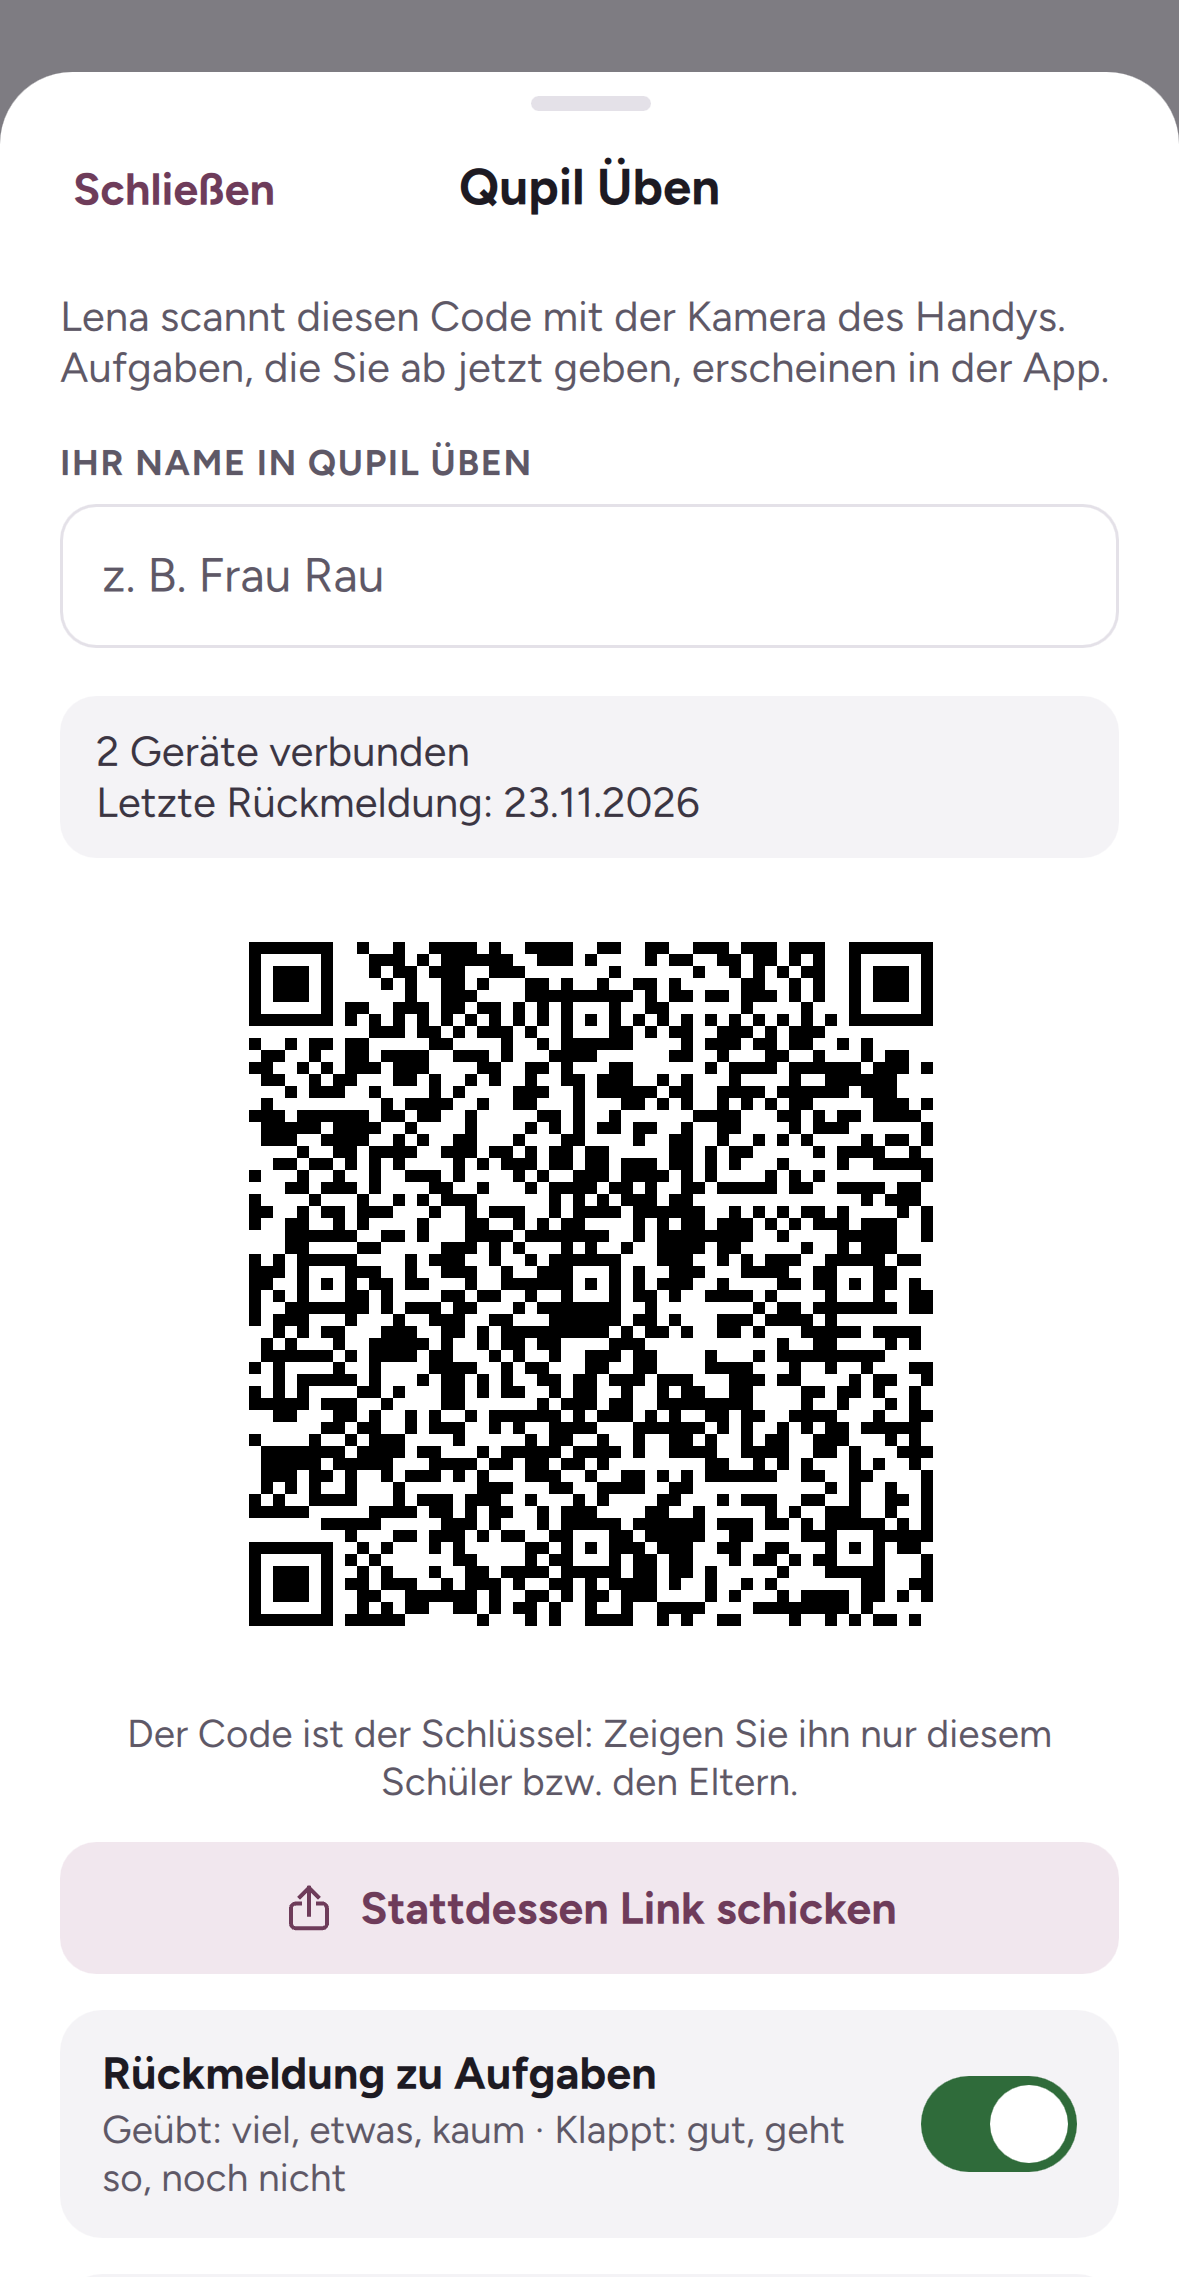 Schließen
Qupil Üben
Lena scannt diesen Code mit der Kamera des Handys.
Aufgaben, die Sie ab jetzt geben, erscheinen in der App.
IHR NAME IN QUPIL ÜBEN
z. B. Frau Rau
2 Geräte verbunden
Letzte Rückmeldung: 23.11.2026
Der Code ist der Schlüssel: Zeigen Sie ihn nur diesem
Schüler bzw. den Eltern.
Stattdessen Link schicken
Rückmeldung zu Aufgaben
Geübt: viel, etwas, kaum · Klappt: gut, geht
so, noch nicht